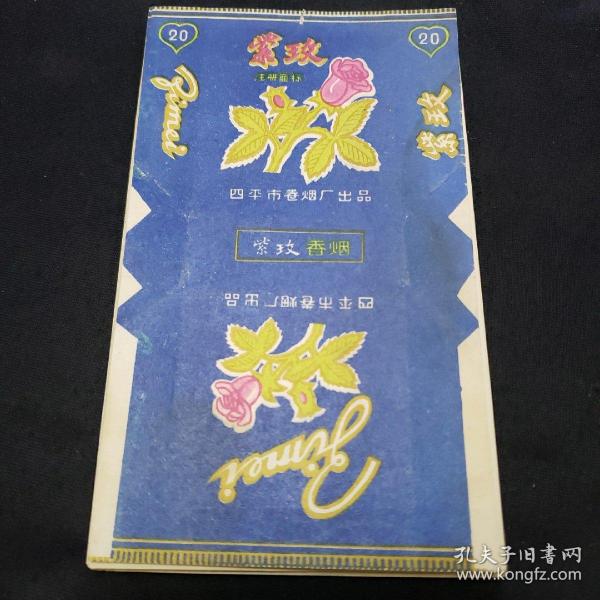 20
Zimei
紫玫
注册商标
四平市卷烟厂出品
紫玫香烟
四平市卷烟厂出品
Zimei
20
紫玫
孔夫子旧书网
www.kongfz.com